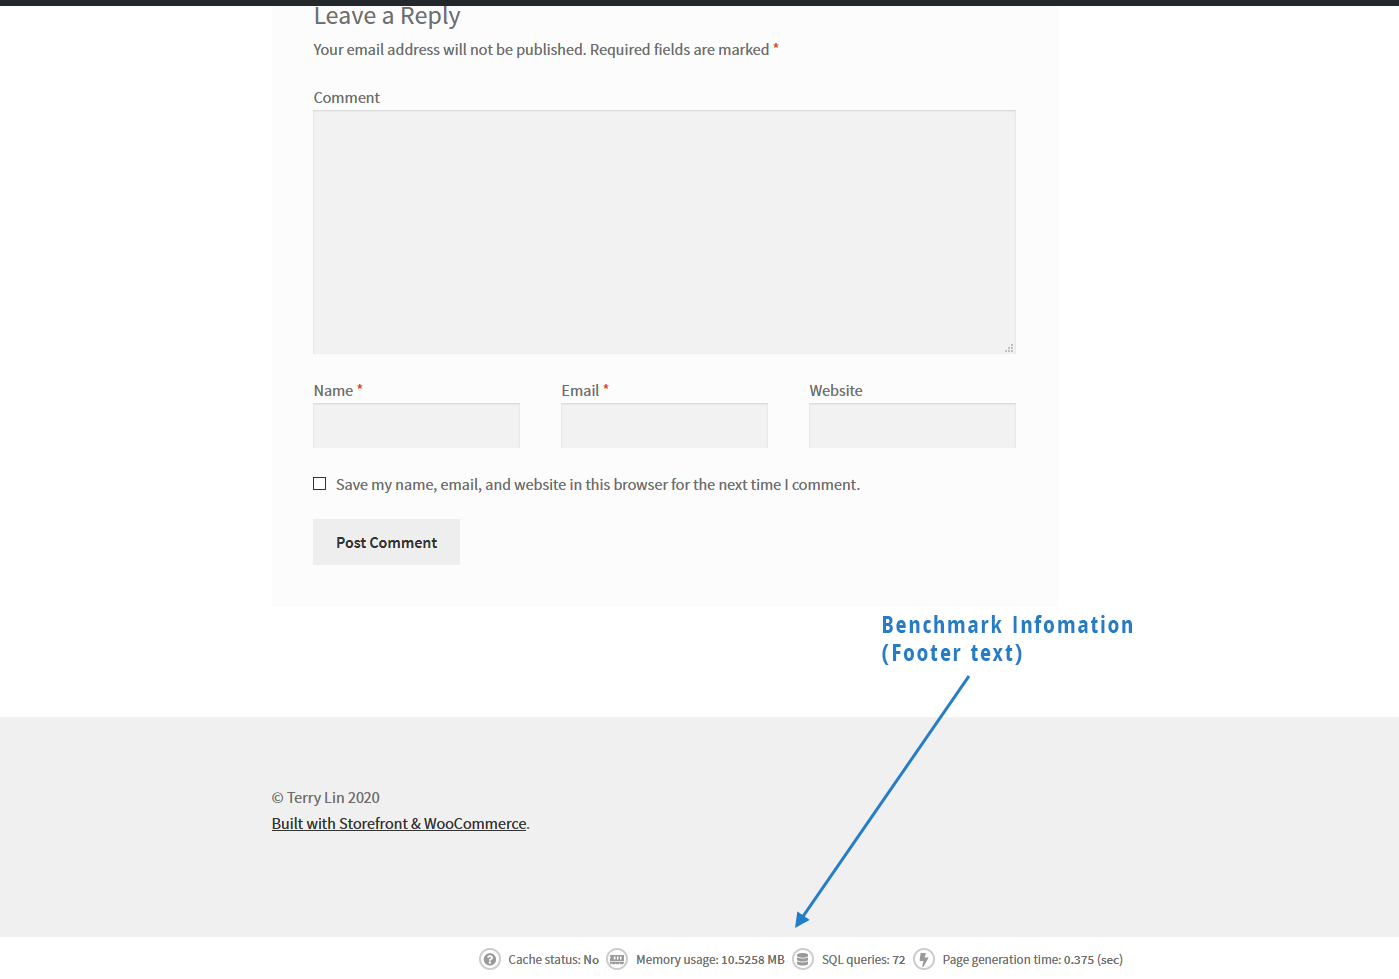 Leave a Reply
Your email address will not be published. Required fields are marked *
Comment
Name * Email * Website
Save my name, email, and website in this browser for the next time I comment.
Post Comment
Benchmark Infomation
(Footer text)
© Terry Lin 2020
Built with Storefront & WooCommerce.
Cache status: No Memory usage: 10.5258 MB SQL queries: 72 Page generation time: 0.375 (sec)